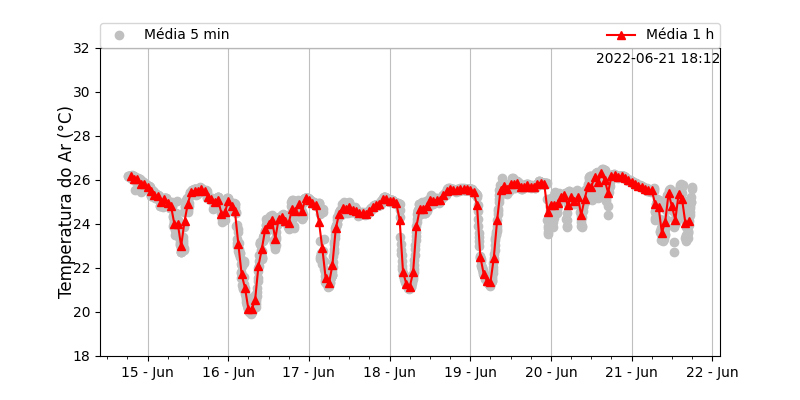 Média 5 min
Média 1 h
2022-06-21 18:12
Temperatura do Ar (°C)
32
30
28
26
24
22
20
18
15 - Jun
16 - Jun
17 - Jun
18 - Jun
19 - Jun
20 - Jun
21 - Jun
22 - Jun